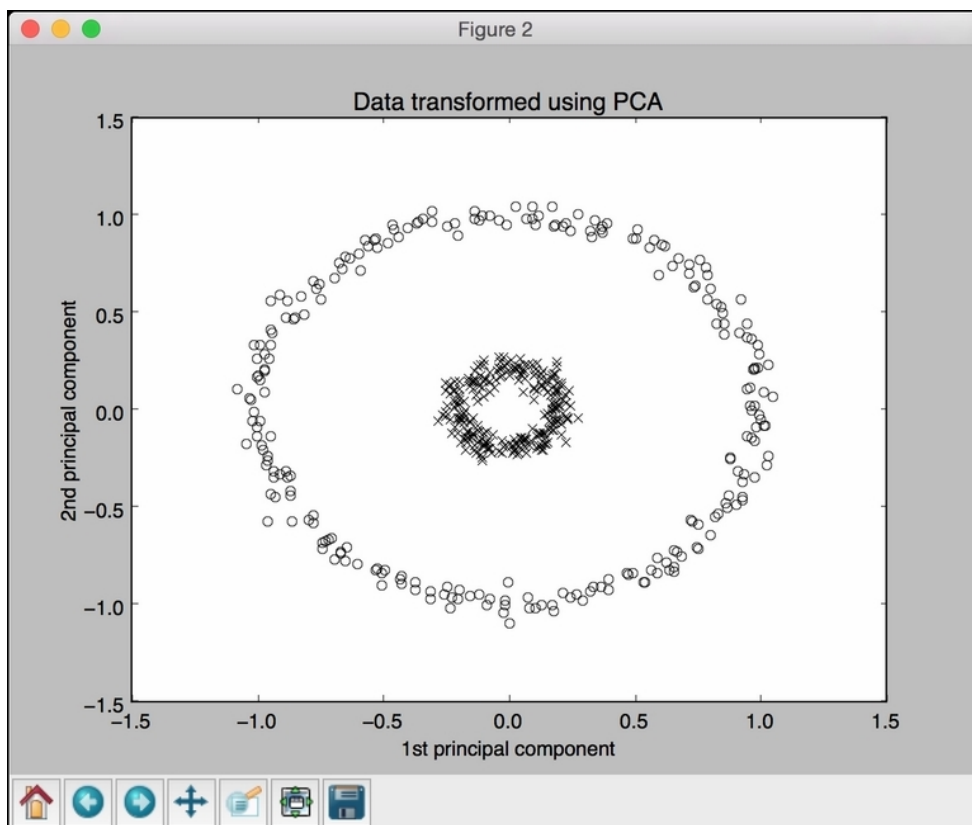 Figure 2
Data transformed using PCA
1.5
1.0
0.5
0.0
−0.5
−1.0
−1.5
2nd principal component
−1.5 −1.0 −0.5 0.0 0.5 1.0 1.5
1st principal component